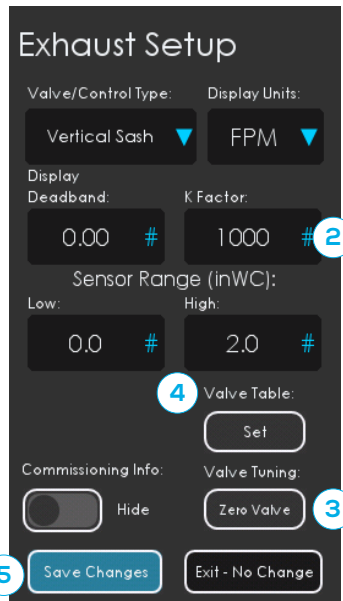 Exhaust Setup
Valve/Control Type: Display Units:
Vertical Sash FPM
Display
Deadband: K Factor:
0.00 # 1000 # 2
Sensor Range (inWC):
Low: High:
0.0 # 2.0 #
4 Valve Table:
Set
Commissioning Info: Valve Tuning:
Hide Zero Valve 3
5 Save Changes Exit - No Change